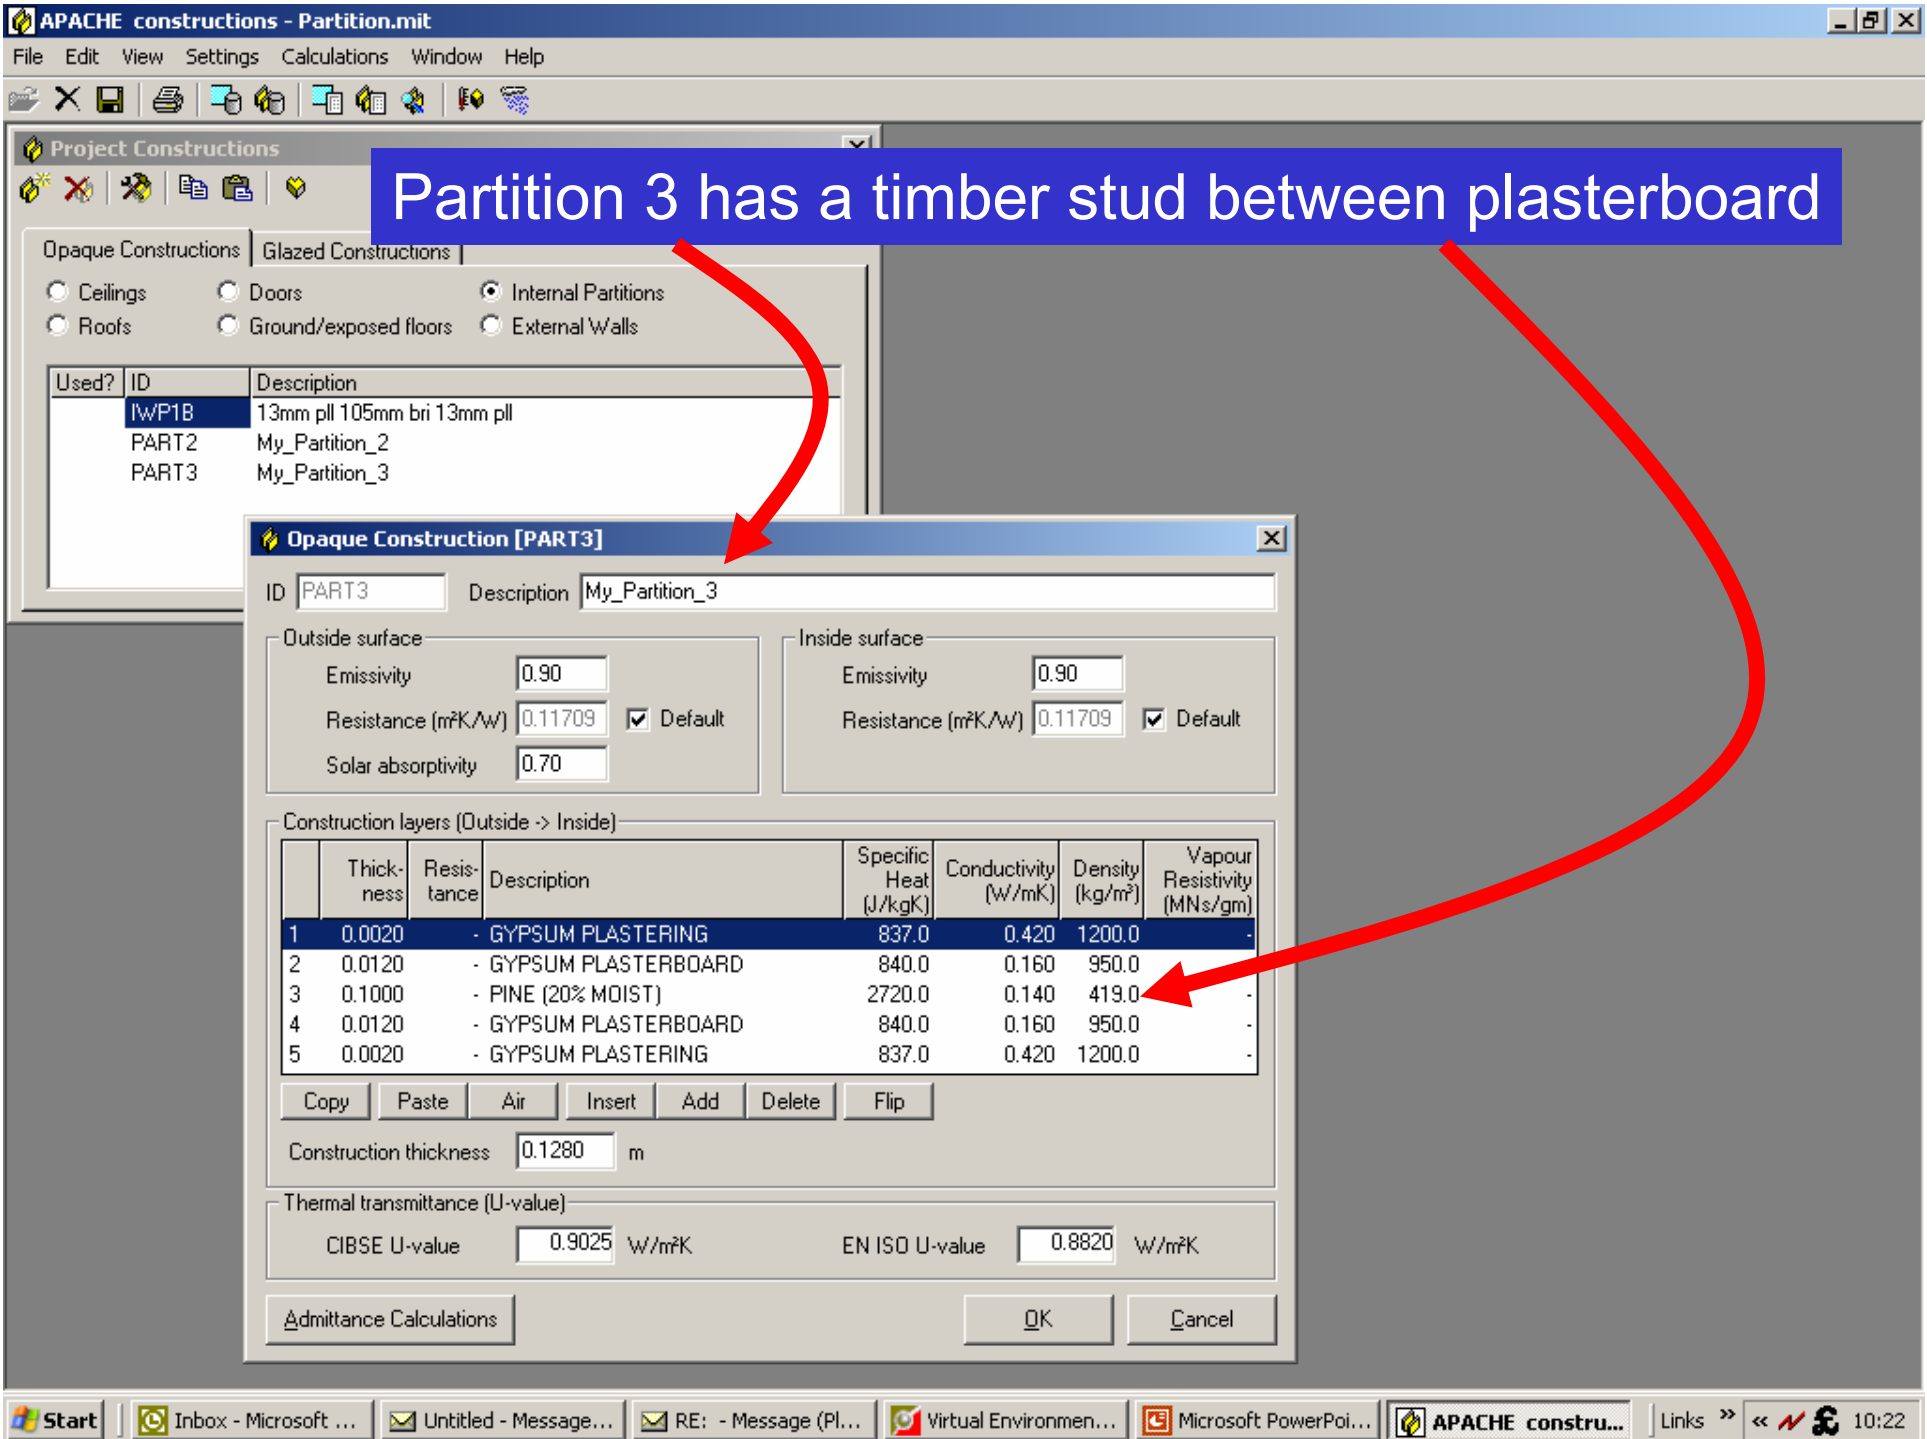 APACHE constructions - Partition.mit
File Edit View Settings Calculations Window Help
Project Constructions
Partition 3 has a timber stud between plasterboard
Opaque Constructions Glazed Constructions
Ceilings Doors Internal Partitions
Roofs Ground/exposed floors External Walls
Used? ID Description
IWP1B 13mm pll 105mm bri 13mm pll
PART2 My_Partition_2
PART3 My_Partition_3
Opaque Construction [PART3]
ID PART3 Description My_Partition_3
Outside surface Inside surface
Emissivity 0.90 Emissivity 0.90
Resistance (m²K/W) 0.11709 Default Resistance (m²K/W) 0.11709 Default
Solar absorptivity 0.70
Construction layers (Outside -> Inside)
Thick- Resis- Description Specific Conductivity Density Vapour
ness tance Heat (W/mK) (kg/m³) Resistivity
(J/kgK) (MNs/gm)
1 0.0020 - GYPSUM PLASTERING 837.0 0.420 1200.0 -
2 0.0120 - GYPSUM PLASTERBOARD 840.0 0.160 950.0
3 0.1000 - PINE (20% MOIST) 2720.0 0.140 419.0 -
4 0.0120 - GYPSUM PLASTERBOARD 840.0 0.160 950.0 -
5 0.0020 - GYPSUM PLASTERING 837.0 0.420 1200.0 -
Copy Paste Air Insert Add Delete Flip
Construction thickness 0.1280 m
Thermal transmittance (U-value)
CIBSE U-value 0.9025 W/m²K EN ISO U-value 0.8820 W/m²K
Admittance Calculations OK Cancel
Start Inbox - Microsoft ... Untitled - Message... RE: - Message (Pl... Virtual Environmen... Microsoft PowerPoi... APACHE constru... Links » « 10:22